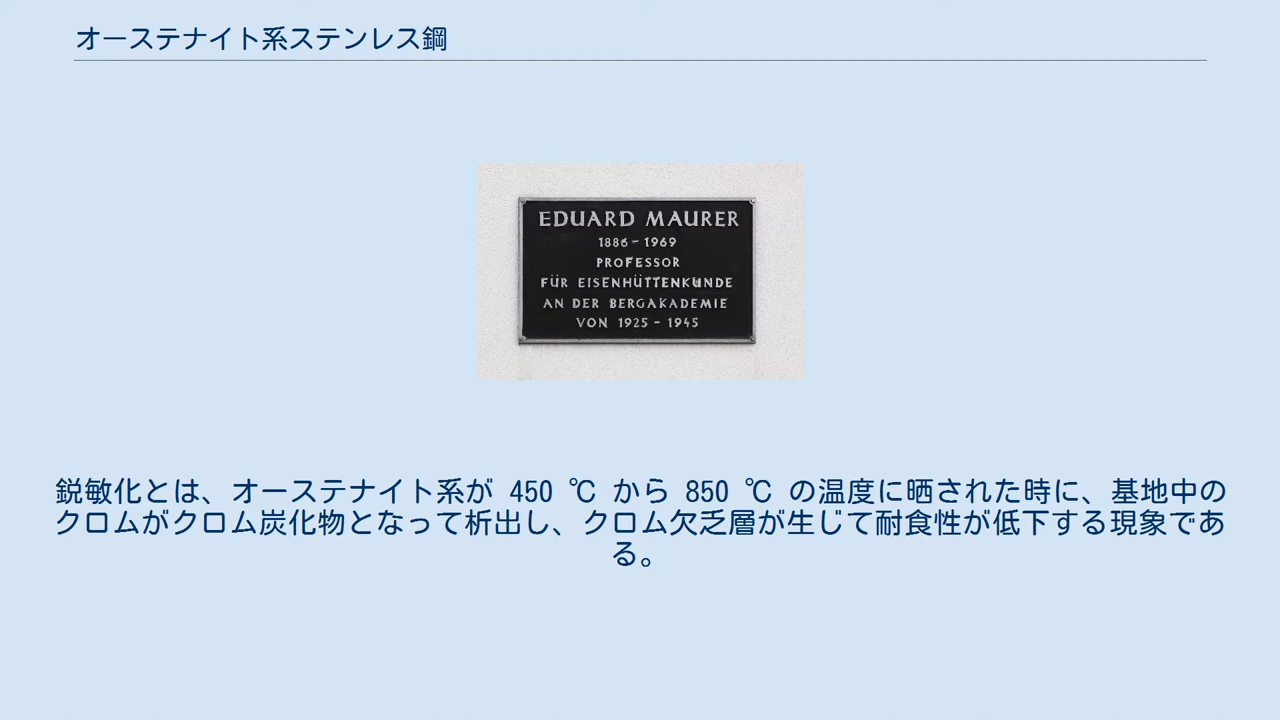 オーステナイト系ステンレス鋼
EDUARD MAURER
1886 - 1969
PROFESSOR
FÜR EISENHÜTTENKUNDE
AN DER BERGAKADEMIE
VON 1925 - 1945
鋭敏化とは、オーステナイト系が 450 ℃ から 850 ℃ の温度に晒された時に、基地中の
クロムがクロム炭化物となって析出し、クロム欠乏層が生じて耐食性が低下する現象であ
る。